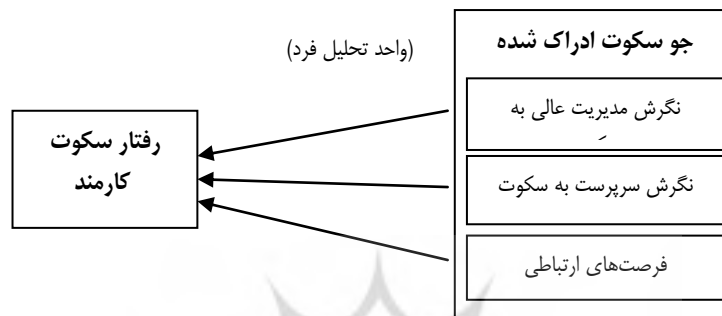 جو سکوت ادراک شده
(واحد تحلیل فرد)
نگرش مدیریت عالی به
نگرش سرپرست به سکوت
فرصت‌های ارتباطی
رفتار سکوت
کارمند